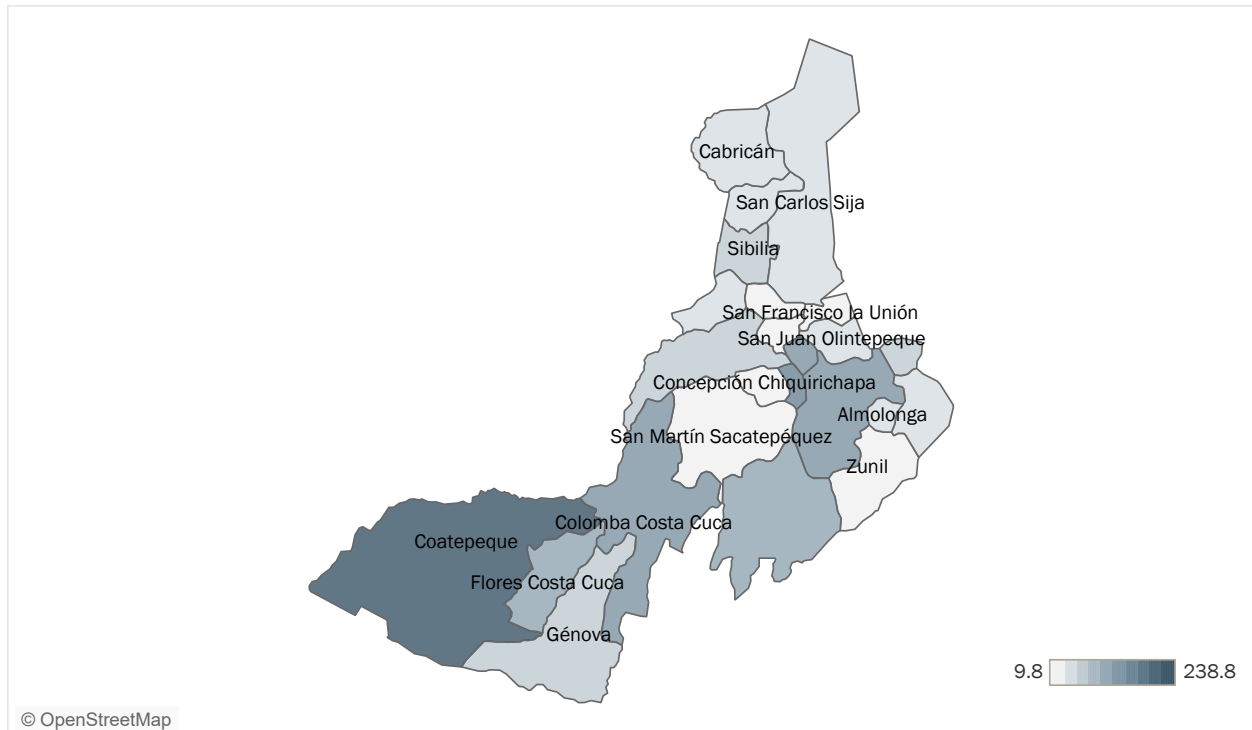 Cabricán
San Carlos Sija
Sibilia
San Francisco la Unión
San Juan Olintepeque
Concepción Chiquirichapa
Almolonga
San Martín Sacatepéquez
Zunil
Colomba Costa Cuca
Coatepeque
Flores Costa Cuca
Génova
9.8 238.8
© OpenStreetMap